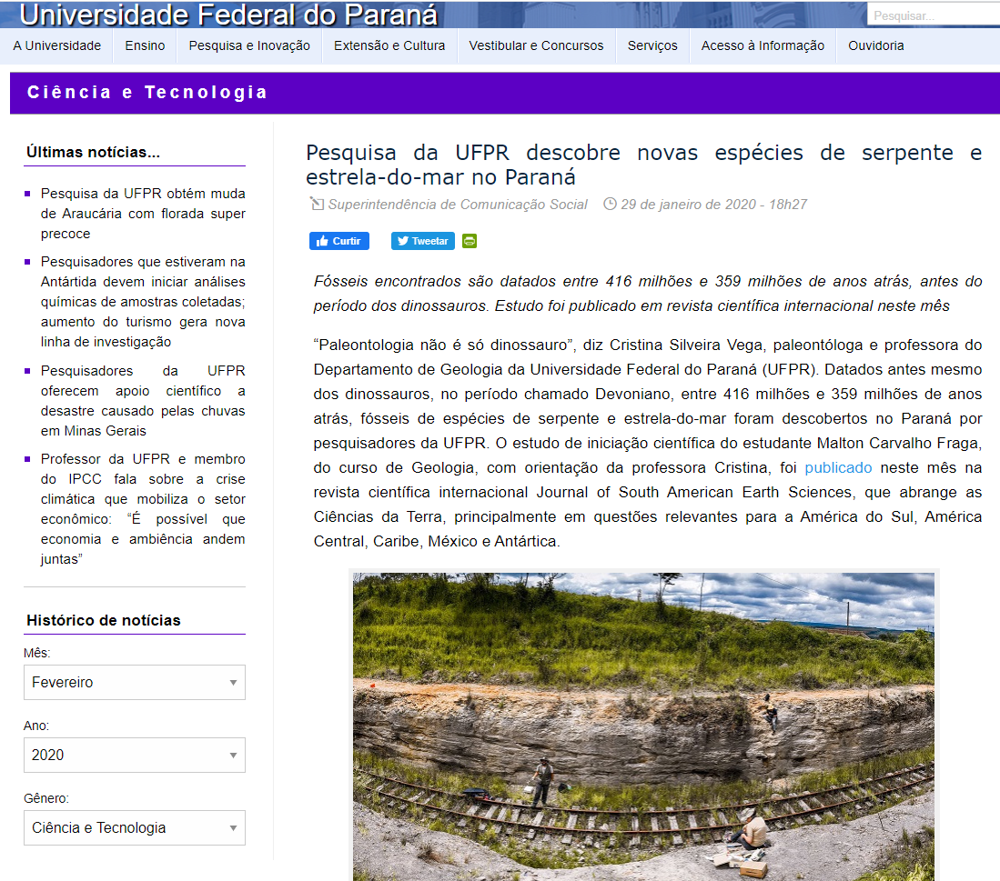 Universidade Federal do Paraná
Pesquisar...
A Universidade Ensino Pesquisa e Inovação Extensão e Cultura Vestibular e Concursos Serviços Acesso à Informação Ouvidoria
Ciência e Tecnologia
Últimas notícias...
Pesquisa da UFPR obtém muda
de Araucária com florada super
precoce
Pesquisadores que estiveram na
Antártida devem iniciar análises
químicas de amostras coletadas;
aumento do turismo gera nova
linha de investigação
Pesquisadores da UFPR
oferecem apoio científico a
desastre causado pelas chuvas
em Minas Gerais
Professor da UFPR e membro
do IPCC fala sobre a crise
climática que mobiliza o setor
econômico: “É possível que
economia e ambiência andem
juntas”
Histórico de notícias
Mês:
Fevereiro
Ano:
2020
Gênero:
Ciência e Tecnologia
Pesquisa da UFPR descobre novas espécies de serpente e
estrela-do-mar no Paraná
Superintendência de Comunicação Social 29 de janeiro de 2020 - 18h27
Curtir Tweetar
Fósseis encontrados são datados entre 416 milhões e 359 milhões de anos atrás, antes do
período dos dinossauros. Estudo foi publicado em revista científica internacional neste mês
“Paleontologia não é só dinossauro”, diz Cristina Silveira Vega, paleontóloga e professora do
Departamento de Geologia da Universidade Federal do Paraná (UFPR). Datados antes mesmo
dos dinossauros, no período chamado Devoniano, entre 416 milhões e 359 milhões de anos
atrás, fósseis de espécies de serpente e estrela-do-mar foram descobertos no Paraná por
pesquisadores da UFPR. O estudo de iniciação científica do estudante Malton Carvalho Fraga,
do curso de Geologia, com orientação da professora Cristina, foi publicado neste mês na
revista científica internacional Journal of South American Earth Sciences, que abrange as
Ciências da Terra, principalmente em questões relevantes para a América do Sul, América
Central, Caribe, México e Antártica.